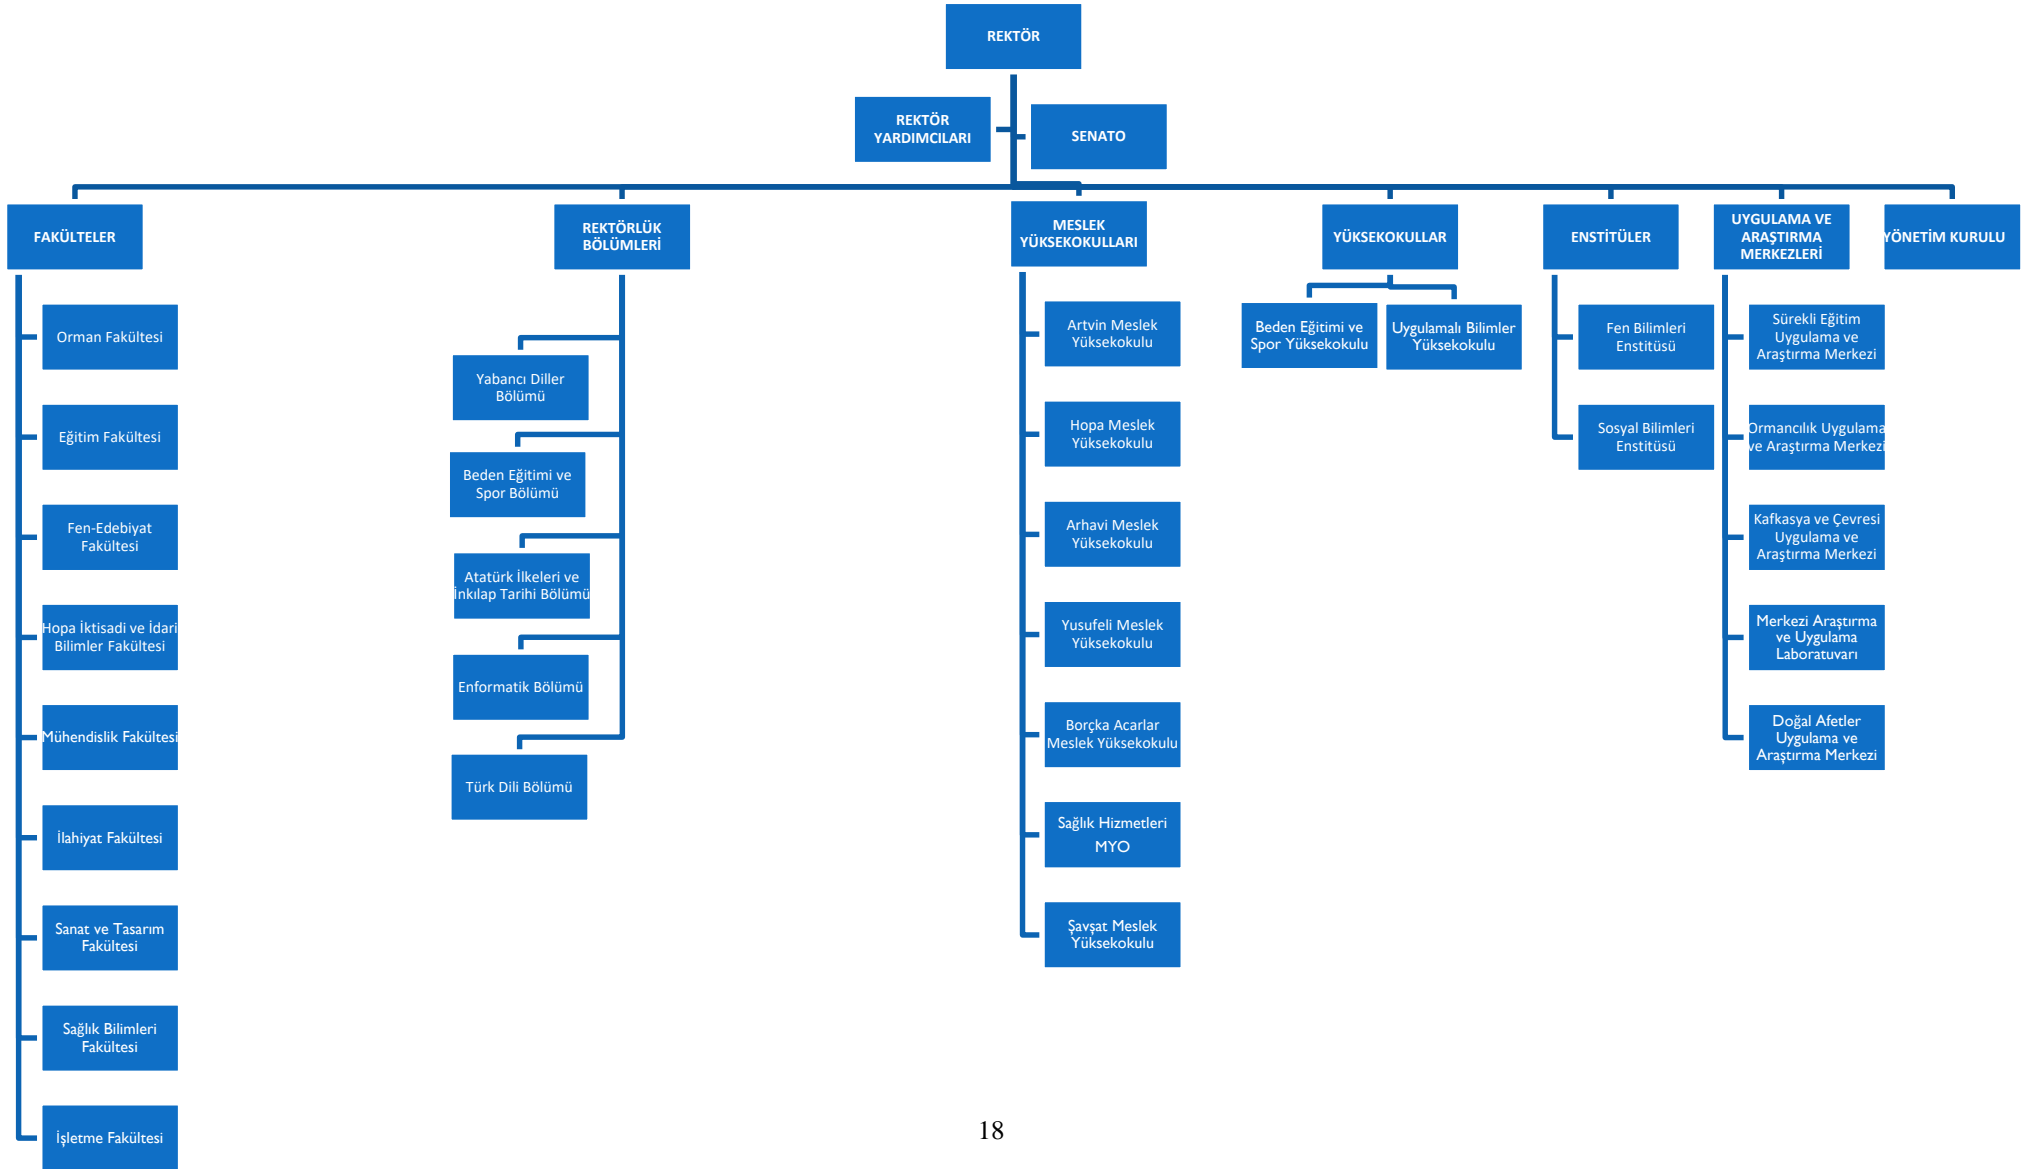 REKTÖR
REKTÖR
YARDIMCILARI
SENATO
FAKÜLTELER
Orman Fakültesi
Eğitim Fakültesi
Fen-Edebiyat
Fakültesi
Hopa İktisadi ve İdari
Bilimler Fakültesi
Mühendislik Fakültesi
İlahiyat Fakültesi
Sanat ve Tasarım
Fakültesi
Sağlık Bilimleri
Fakültesi
İşletme Fakültesi
REKTÖRLÜK
BÖLÜMLERİ
Yabancı Diller
Bölümü
Beden Eğitimi ve
Spor Bölümü
Atatürk İlkeleri ve
İnkılap Tarihi Bölümü
Enformatik Bölümü
Türk Dili Bölümü
MESLEK
YÜKSEKOKULLARI
Artvin Meslek
Yüksekokulu
Hopa Meslek
Yüksekokulu
Arhavi Meslek
Yüksekokulu
Yusufeli Meslek
Yüksekokulu
Borçka Acarlar
Meslek Yüksekokulu
Sağlık Hizmetleri
MYO
Şavşat Meslek
Yüksekokulu
YÜKSEKOKULLAR
Beden Eğitimi ve
Spor Yüksekokulu
Uygulamalı Bilimler
Yüksekokulu
ENSTİTÜLER
Fen Bilimleri
Enstitüsü
Sosyal Bilimleri
Enstitüsü
UYGULAMA VE
ARAŞTIRMA
MERKEZLERİ
Sürekli Eğitim
Uygulama ve
Araştırma Merkezi
Ormancılık Uygulama
ve Araştırma Merkezi
Kafkasya ve Çevresi
Uygulama ve
Araştırma Merkezi
Merkezi Araştırma
ve Uygulama
Laboratuvarı
Doğal Afetler
Uygulama ve
Araştırma Merkezi
YÖNETİM KURULU
18